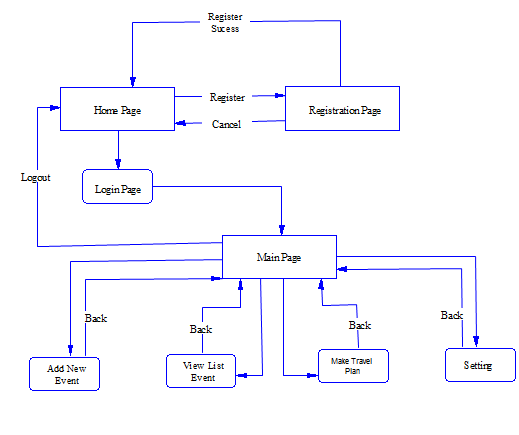 Register
Sucess
Home Page
Register
Registration Page
Cancel
Logout
Login Page
Main Page
Back
Back
Back
Back
Add New
Event
View List
Event
Make Travel
Plan
Setting